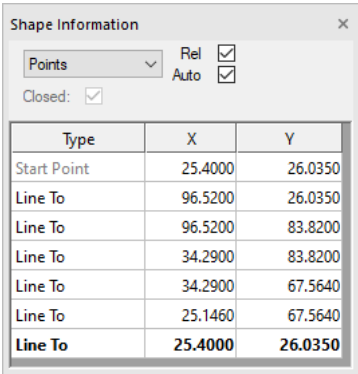 Shape Information
Points Rel
Auto
Closed:
Type X Y
Start Point 25.4000 26.0350
Line To 96.5200 26.0350
Line To 96.5200 83.8200
Line To 34.2900 83.8200
Line To 34.2900 67.5640
Line To 25.1460 67.5640
Line To 25.4000 26.0350